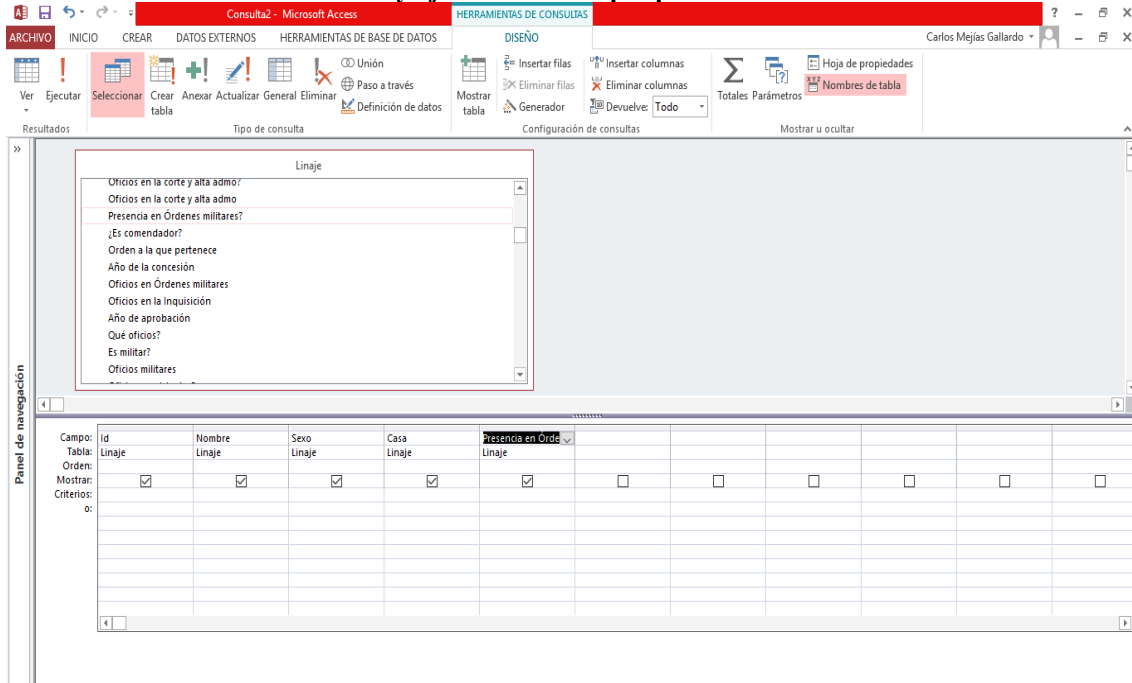 Consulta2 - Microsoft Access
HERRAMIENTAS DE CONSULTAS
?
ARCHIVO INICIO CREAR DATOS EXTERNOS HERRAMIENTAS DE BASE DE DATOS DISEÑO Carlos Mejías Gallardo
Ver
Ejecutar
Seleccionar
Crear tabla
Anexar
Actualizar
General
Eliminar
Unión
Paso a través
Definición de datos
Mostrar tabla
Insertar filas
Eliminar filas
Generador
Insertar columnas
Eliminar columnas
Devuelve: Todo
Totales
Parámetros
Hoja de propiedades
Nombres de tabla
Resultados
Tipo de consulta
Configuración de consultas
Mostrar u ocultar
Panel de navegación
Linaje
Oficios en la corte y alta admo?
Oficios en la corte y alta admo
Presencia en Órdenes militares?
¿Es comendador?
Orden a la que pertenece
Año de la concesión
Oficios en Órdenes militares
Oficios en la Inquisición
Año de aprobación
Qué oficios?
Es militar?
Oficios militares
Campo: Id Nombre Sexo Casa Presencia en Órde
Tabla: Linaje Linaje Linaje Linaje Linaje
Orden:
Mostrar:
Criterios:
o: